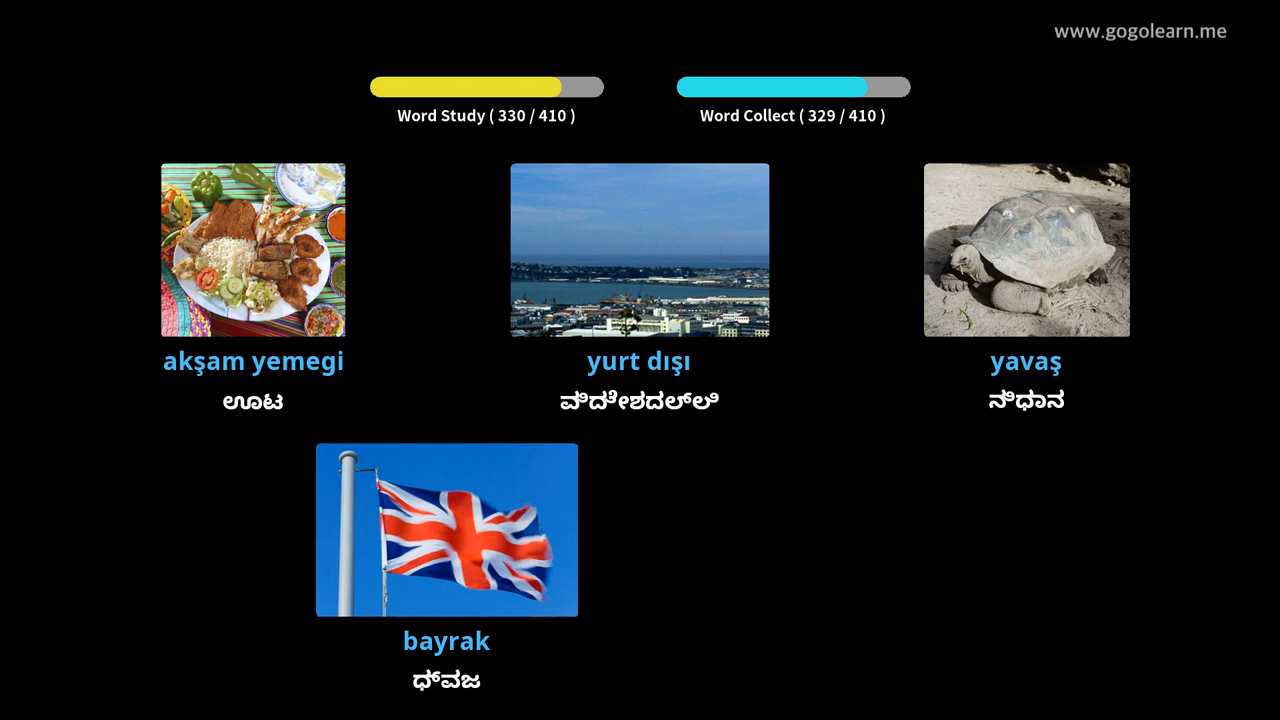 www.gogolearn.me
Word Study ( 330 / 410 )
Word Collect ( 329 / 410 )
akşam yemegi
yurt dışı
yavaş
ಊಟ
ವಿದೇಶದಲ್ಲಿ
ನಿಧಾನ
bayrak
ಧ್ವಜ